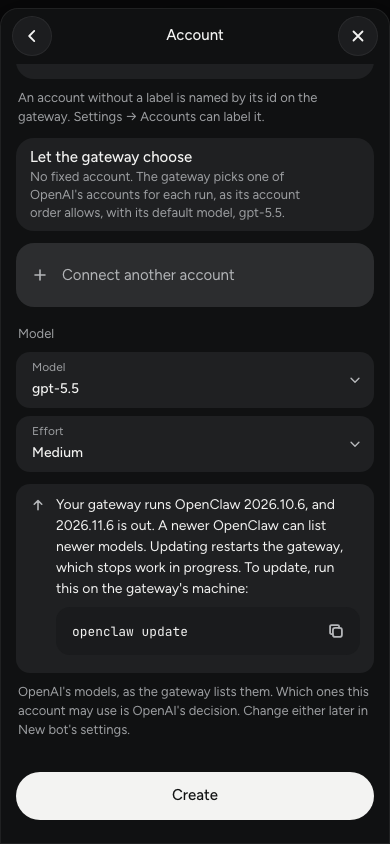 Account
An account without a label is named by its id on the
gateway. Settings → Accounts can label it.
Let the gateway choose
No fixed account. The gateway picks one of
OpenAI's accounts for each run, as its account
order allows, with its default model, gpt-5.5.
Connect another account
Model
Model
gpt-5.5
Effort
Medium
Your gateway runs OpenClaw 2026.10.6, and
2026.11.6 is out. A newer OpenClaw can list
newer models. Updating restarts the gateway,
which stops work in progress. To update, run
this on the gateway's machine:
openclaw update
OpenAI's models, as the gateway lists them. Which ones this
account may use is OpenAI's decision. Change either later in
New bot's settings.
Create